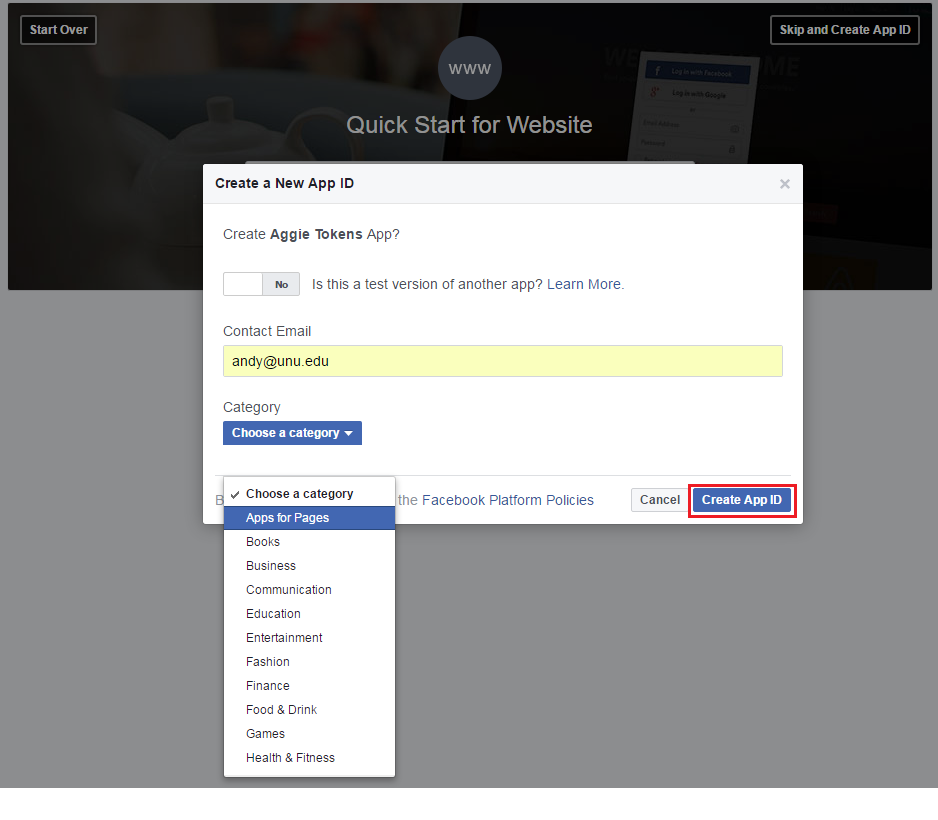 Start Over
Skip and Create App ID
www
Log in with Facebook
Log in with Google
Quick Start for Website
Create a New App ID
Create Aggie Tokens App?
No
Is this a test version of another app? Learn More.
Contact Email
andy@unu.edu
Category
Choose a category
the Facebook Platform Policies
Cancel
Create App ID
Choose a category
Apps for Pages
Books
Business
Communication
Education
Entertainment
Fashion
Finance
Food & Drink
Games
Health & Fitness